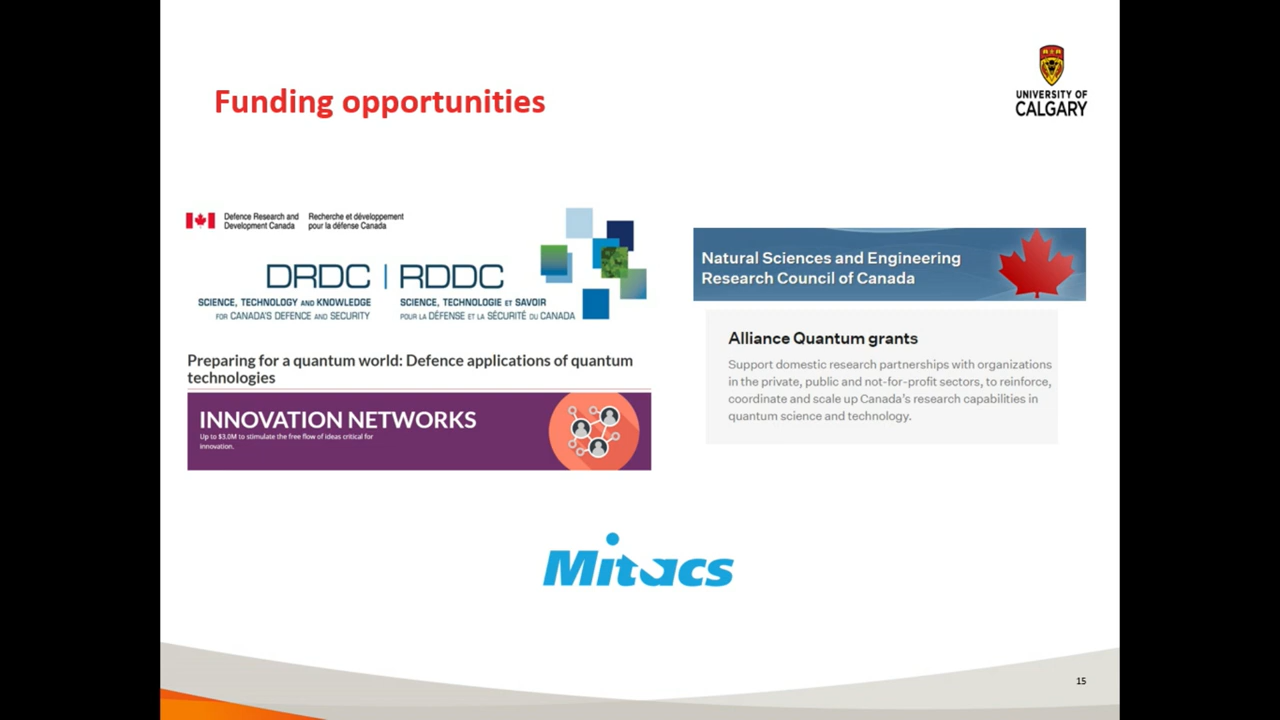 Funding opportunities
UNIVERSITY OF
CALGARY
Defence Research and
Development Canada
Recherche et développement
pour la défense Canada
DRDC | RDDC
SCIENCE, TECHNOLOGY AND KNOWLEDGE
FOR CANADA'S DEFENCE AND SECURITY
SCIENCE, TECHNOLOGIE ET SAVOIR
POUR LA DÉFENSE ET LA SÉCURITÉ DU CANADA
Preparing for a quantum world: Defence applications of quantum
technologies
INNOVATION NETWORKS
Up to $3.0M to stimulate the free flow of ideas critical for
innovation.
Natural Sciences and Engineering
Research Council of Canada
Alliance Quantum grants
Support domestic research partnerships with organizations
in the private, public and not-for-profit sectors, to reinforce,
coordinate and scale up Canada's research capabilities in
quantum science and technology.
Mitacs
15